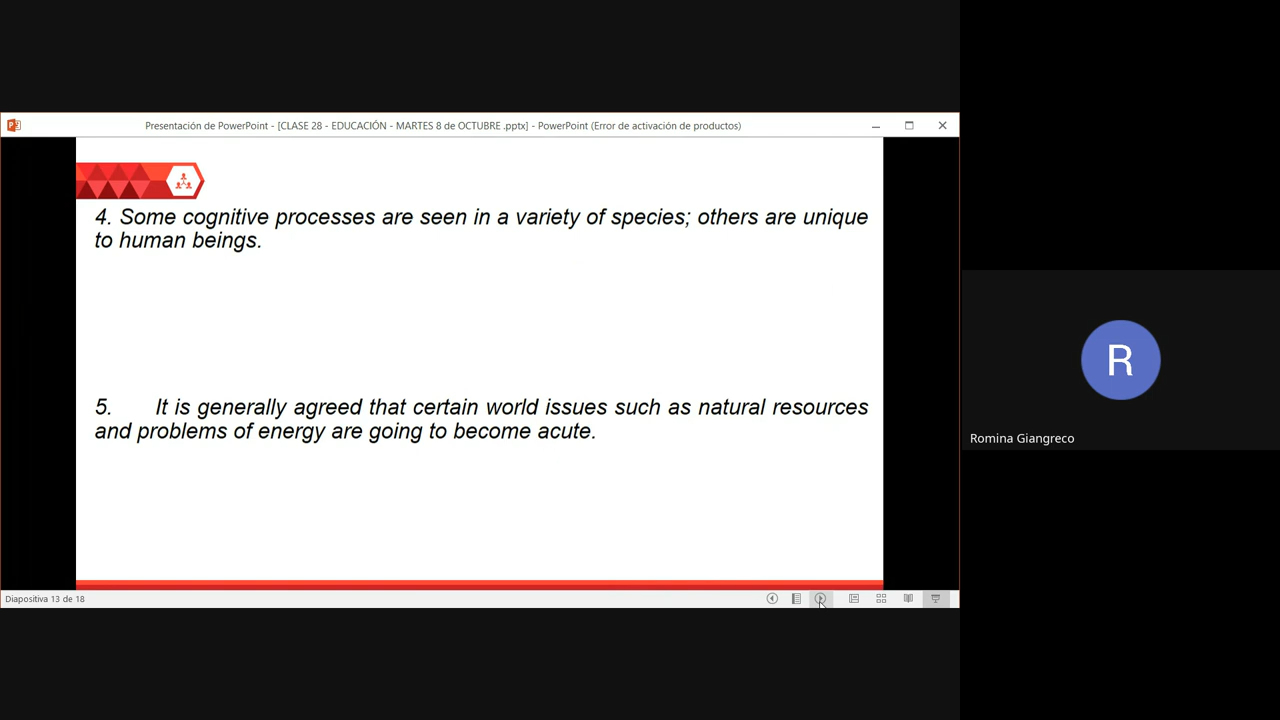 Presentación de PowerPoint - [CLASE 28 - EDUCACIÓN - MARTES 8 de OCTUBRE .pptx] - PowerPoint (Error de activación de productos)
4. Some cognitive processes are seen in a variety of species; others are unique
to human beings.
5. It is generally agreed that certain world issues such as natural resources
and problems of energy are going to become acute.
R
Romina Giangreco
Diapositiva 13 de 18